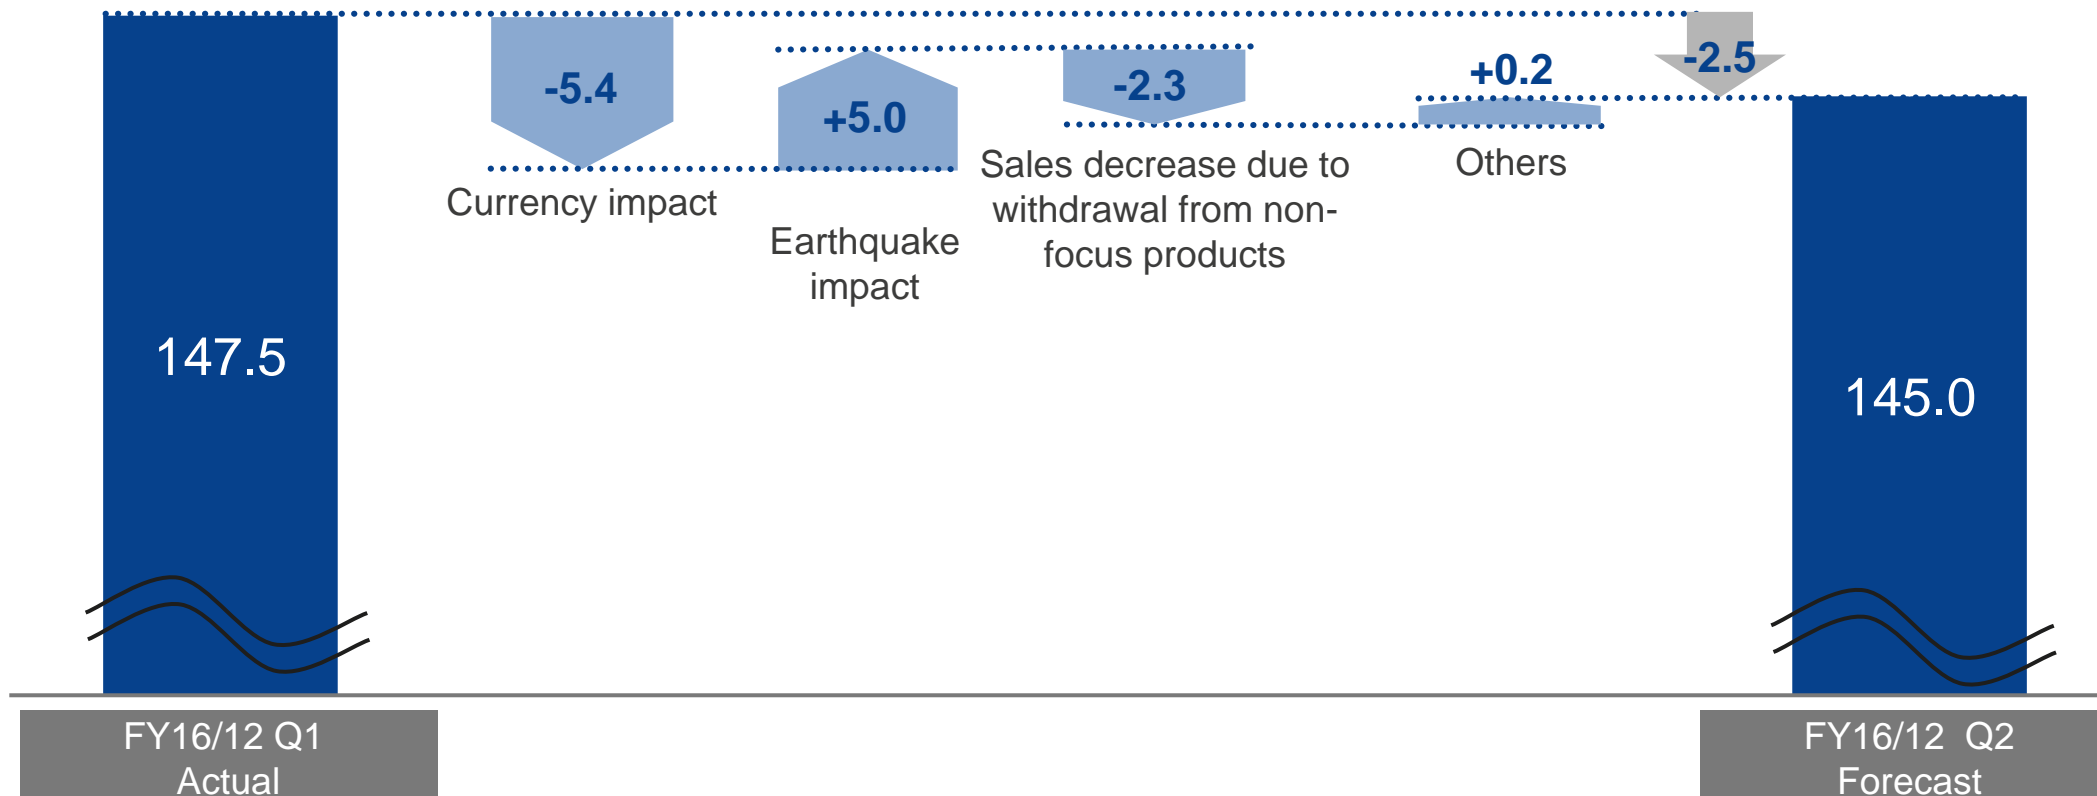 147.5
-5.4
Currency impact
+5.0
Earthquake
impact
-2.3
Sales decrease due to
withdrawal from non-
focus products
+0.2
Others
-2.5
145.0
FY16/12 Q1
Actual
FY16/12  Q2
Forecast